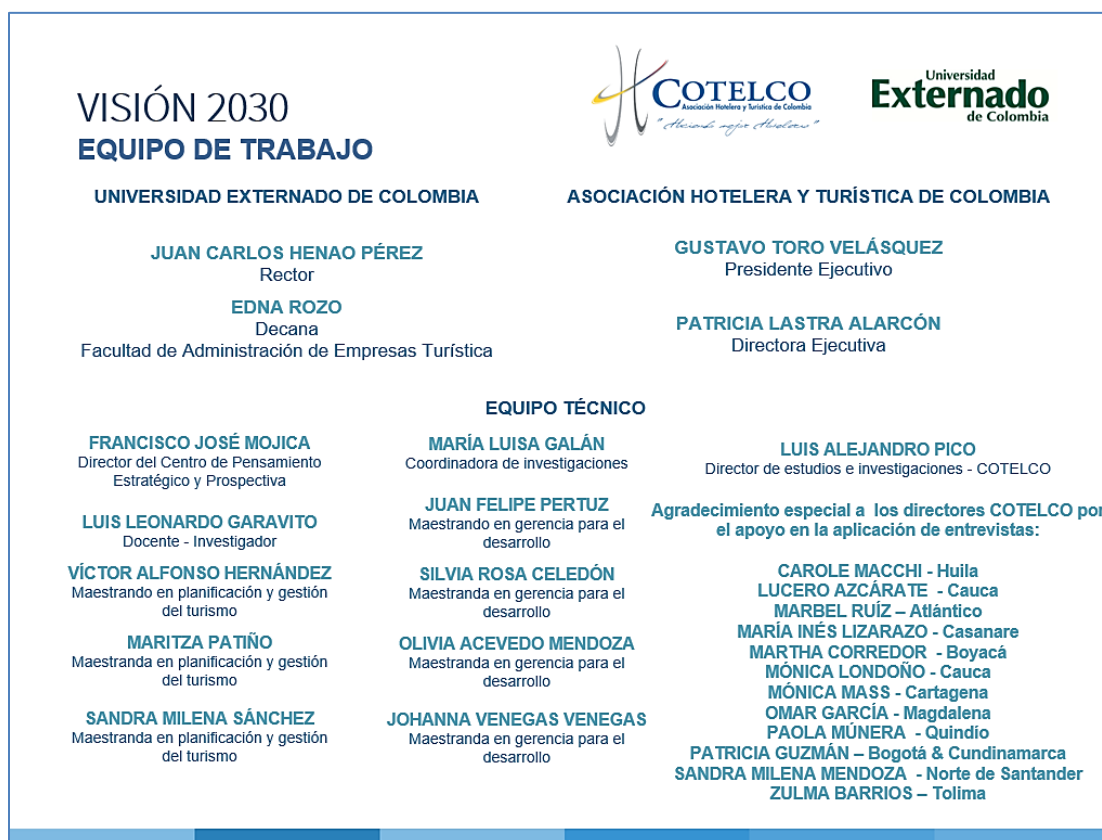 VISIÓN 2030
EQUIPO DE TRABAJO
COTELCO
Asociación Hotelera y Turística de Colombia
"Haciendo mejor Hotelería"
Universidad
Externado
de Colombia
UNIVERSIDAD EXTERNADO DE COLOMBIA
JUAN CARLOS HENAO PÉREZ
Rector
EDNA ROZO
Decana
Facultad de Administración de Empresas Turística
ASOCIACIÓN HOTELERA Y TURÍSTICA DE COLOMBIA
GUSTAVO TORO VELÁSQUEZ
Presidente Ejecutivo
PATRICIA LASTRA ALARCÓN
Directora Ejecutiva
EQUIPO TÉCNICO
FRANCISCO JOSÉ MOJICA
Director del Centro de Pensamiento
Estratégico y Prospectiva
LUIS LEONARDO GARAVITO
Docente - Investigador
VÍCTOR ALFONSO HERNÁNDEZ
Maestrando en planificación y gestión
del turismo
MARITZA PATIÑO
Maestranda en planificación y gestión
del turismo
SANDRA MILENA SÁNCHEZ
Maestranda en planificación y gestión
del turismo
MARÍA LUISA GALÁN
Coordinadora de investigaciones
JUAN FELIPE PERTUZ
Maestrando en gerencia para el
desarrollo
SILVIA ROSA CELEDÓN
Maestranda en gerencia para el
desarrollo
OLIVIA ACEVEDO MENDOZA
Maestranda en gerencia para el
desarrollo
JOHANNA VENEGAS VENEGAS
Maestranda en gerencia para el
desarrollo
LUIS ALEJANDRO PICO
Director de estudios e investigaciones - COTELCO
Agradecimiento especial a los directores COTELCO por
el apoyo en la aplicación de entrevistas:
CAROLE MACCHI - Huila
LUCERO AZCÁRATE - Cauca
MARBEL RUÍZ – Atlántico
MARÍA INÉS LIZARAZO - Casanare
MARTHA CORREDOR - Boyacá
MÓNICA LONDOÑO - Cauca
MÓNICA MASS - Cartagena
OMAR GARCÍA - Magdalena
PAOLA MÚNERA - Quindío
PATRICIA GUZMÁN – Bogotá & Cundinamarca
SANDRA MILENA MENDOZA - Norte de Santander
ZULMA BARRIOS – Tolima